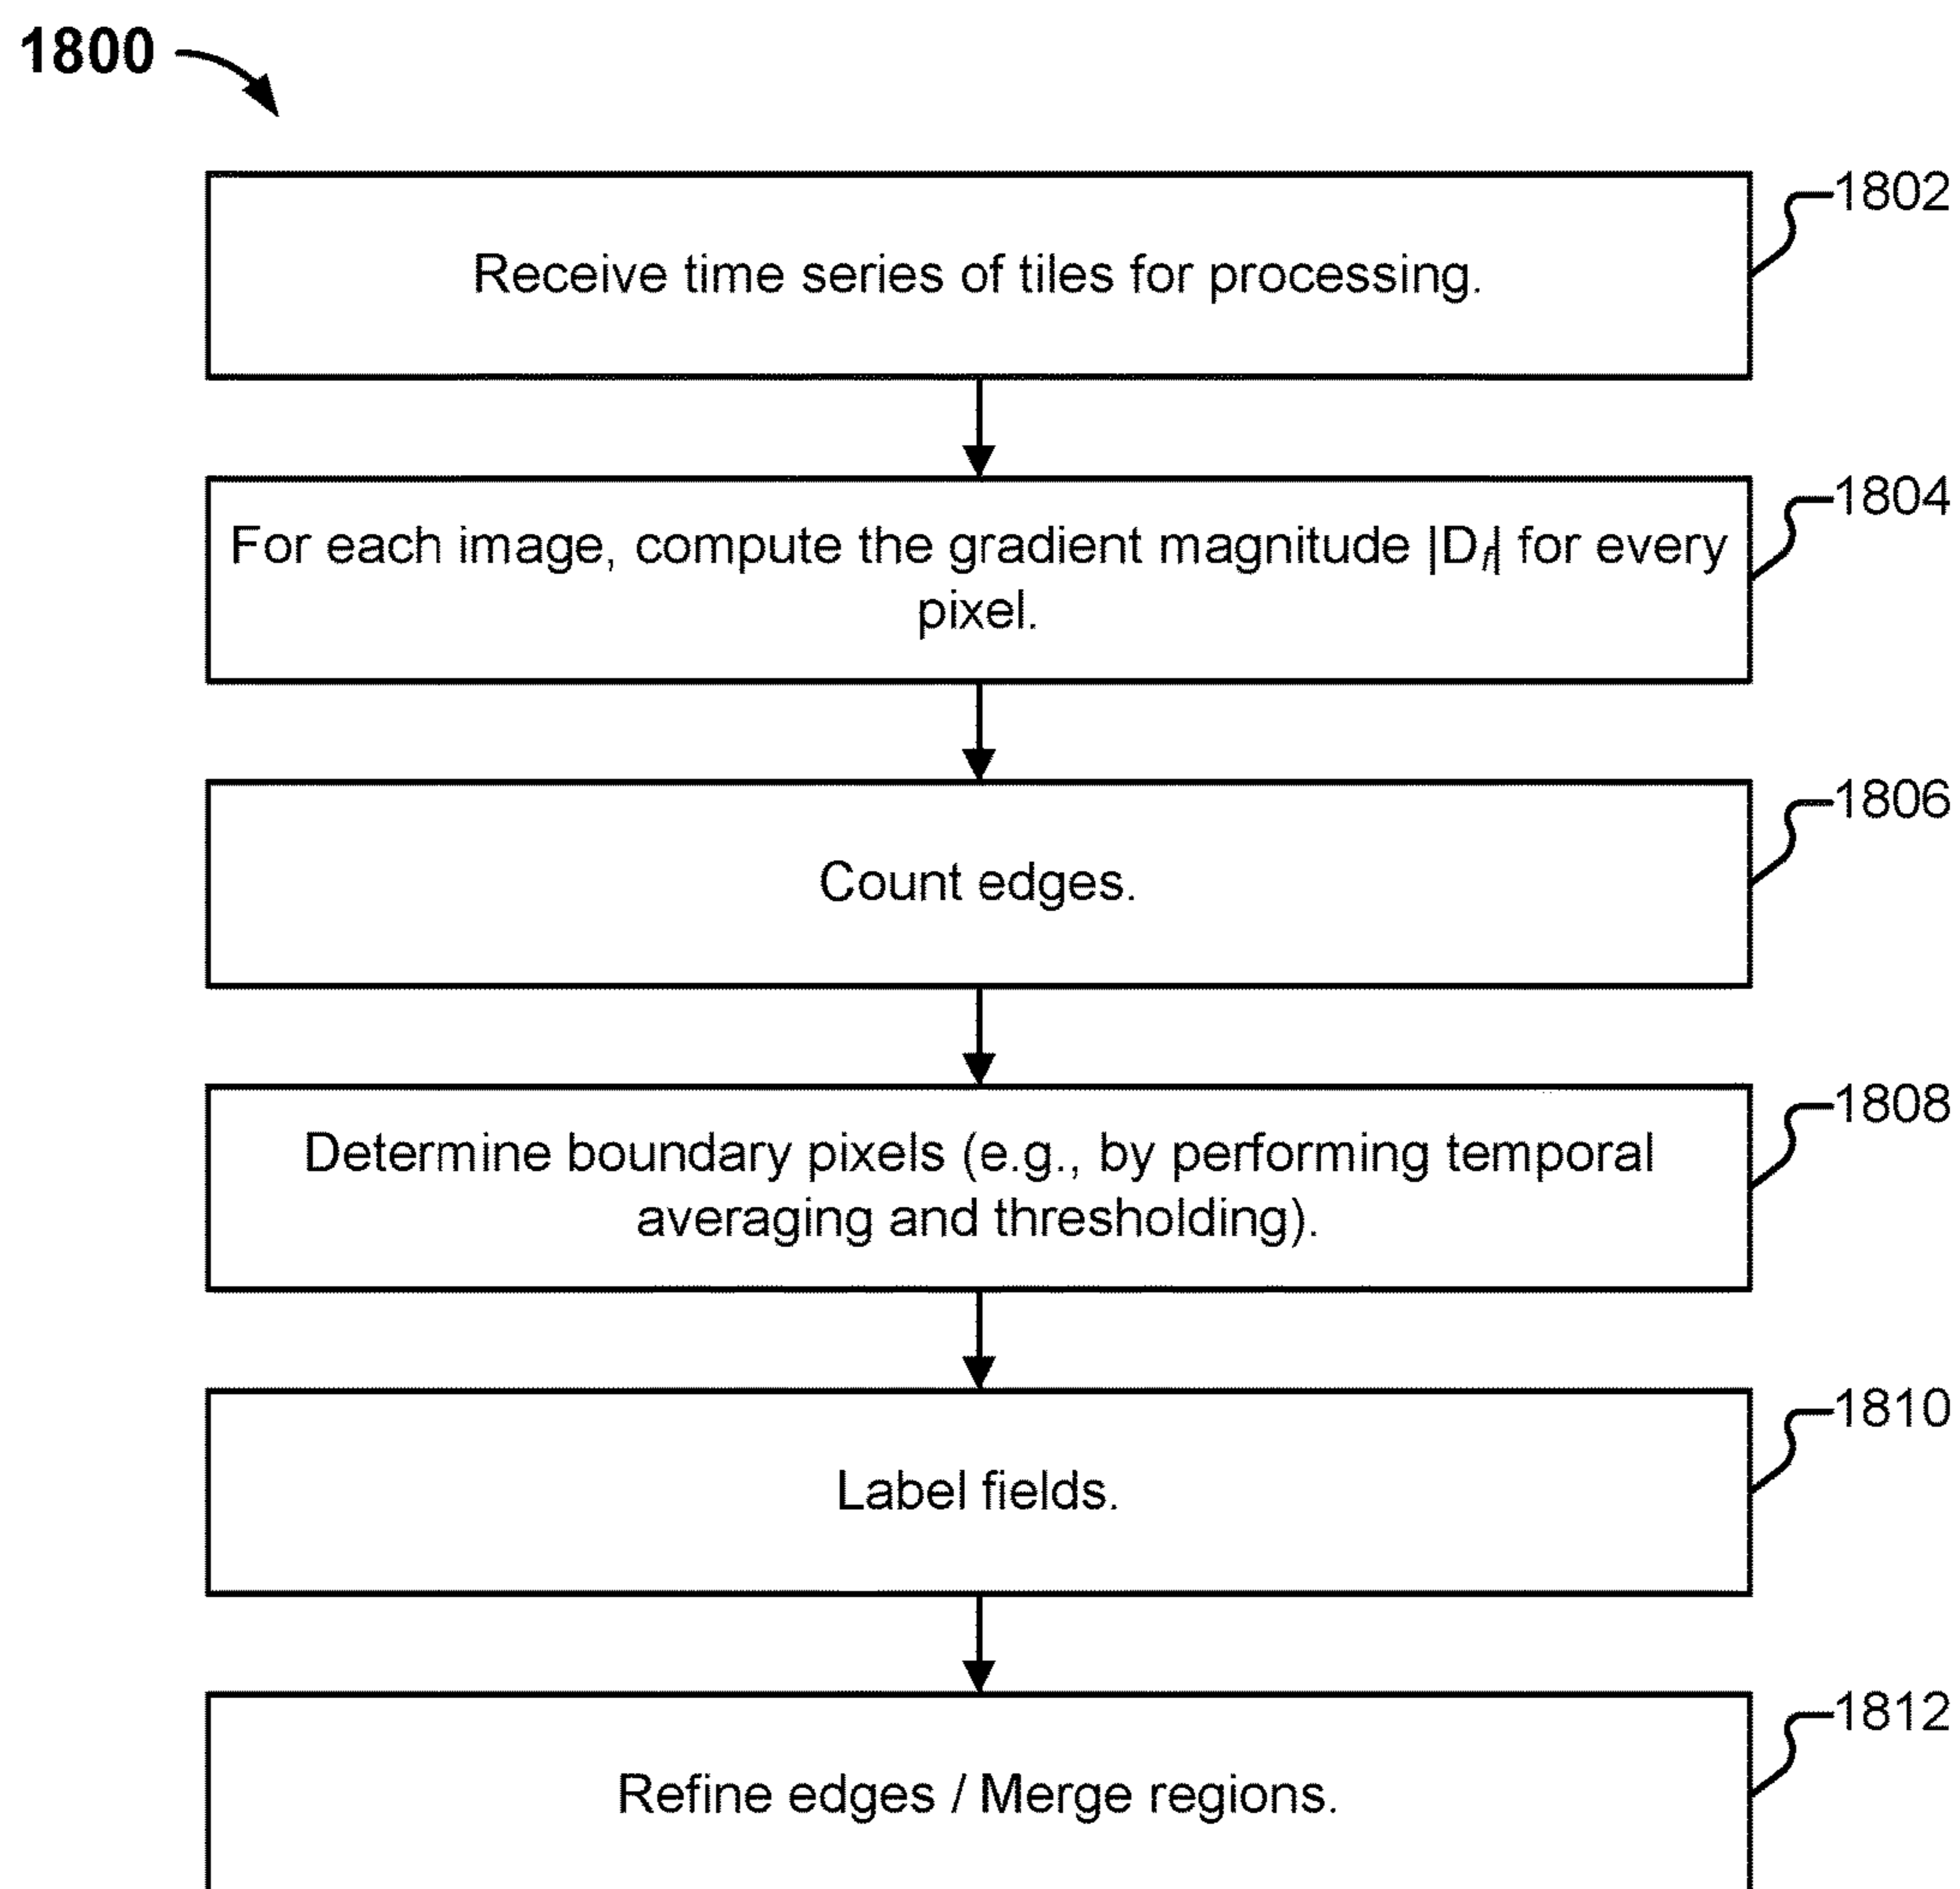 1800
1802
Receive time series of tiles for processing.
1804
For each image, compute the gradient magnitude |D_f| for every
pixel.
1806
Count edges.
1808
Determine boundary pixels (e.g., by performing temporal
averaging and thresholding).
1810
Label fields.
1812
Refine edges / Merge regions.